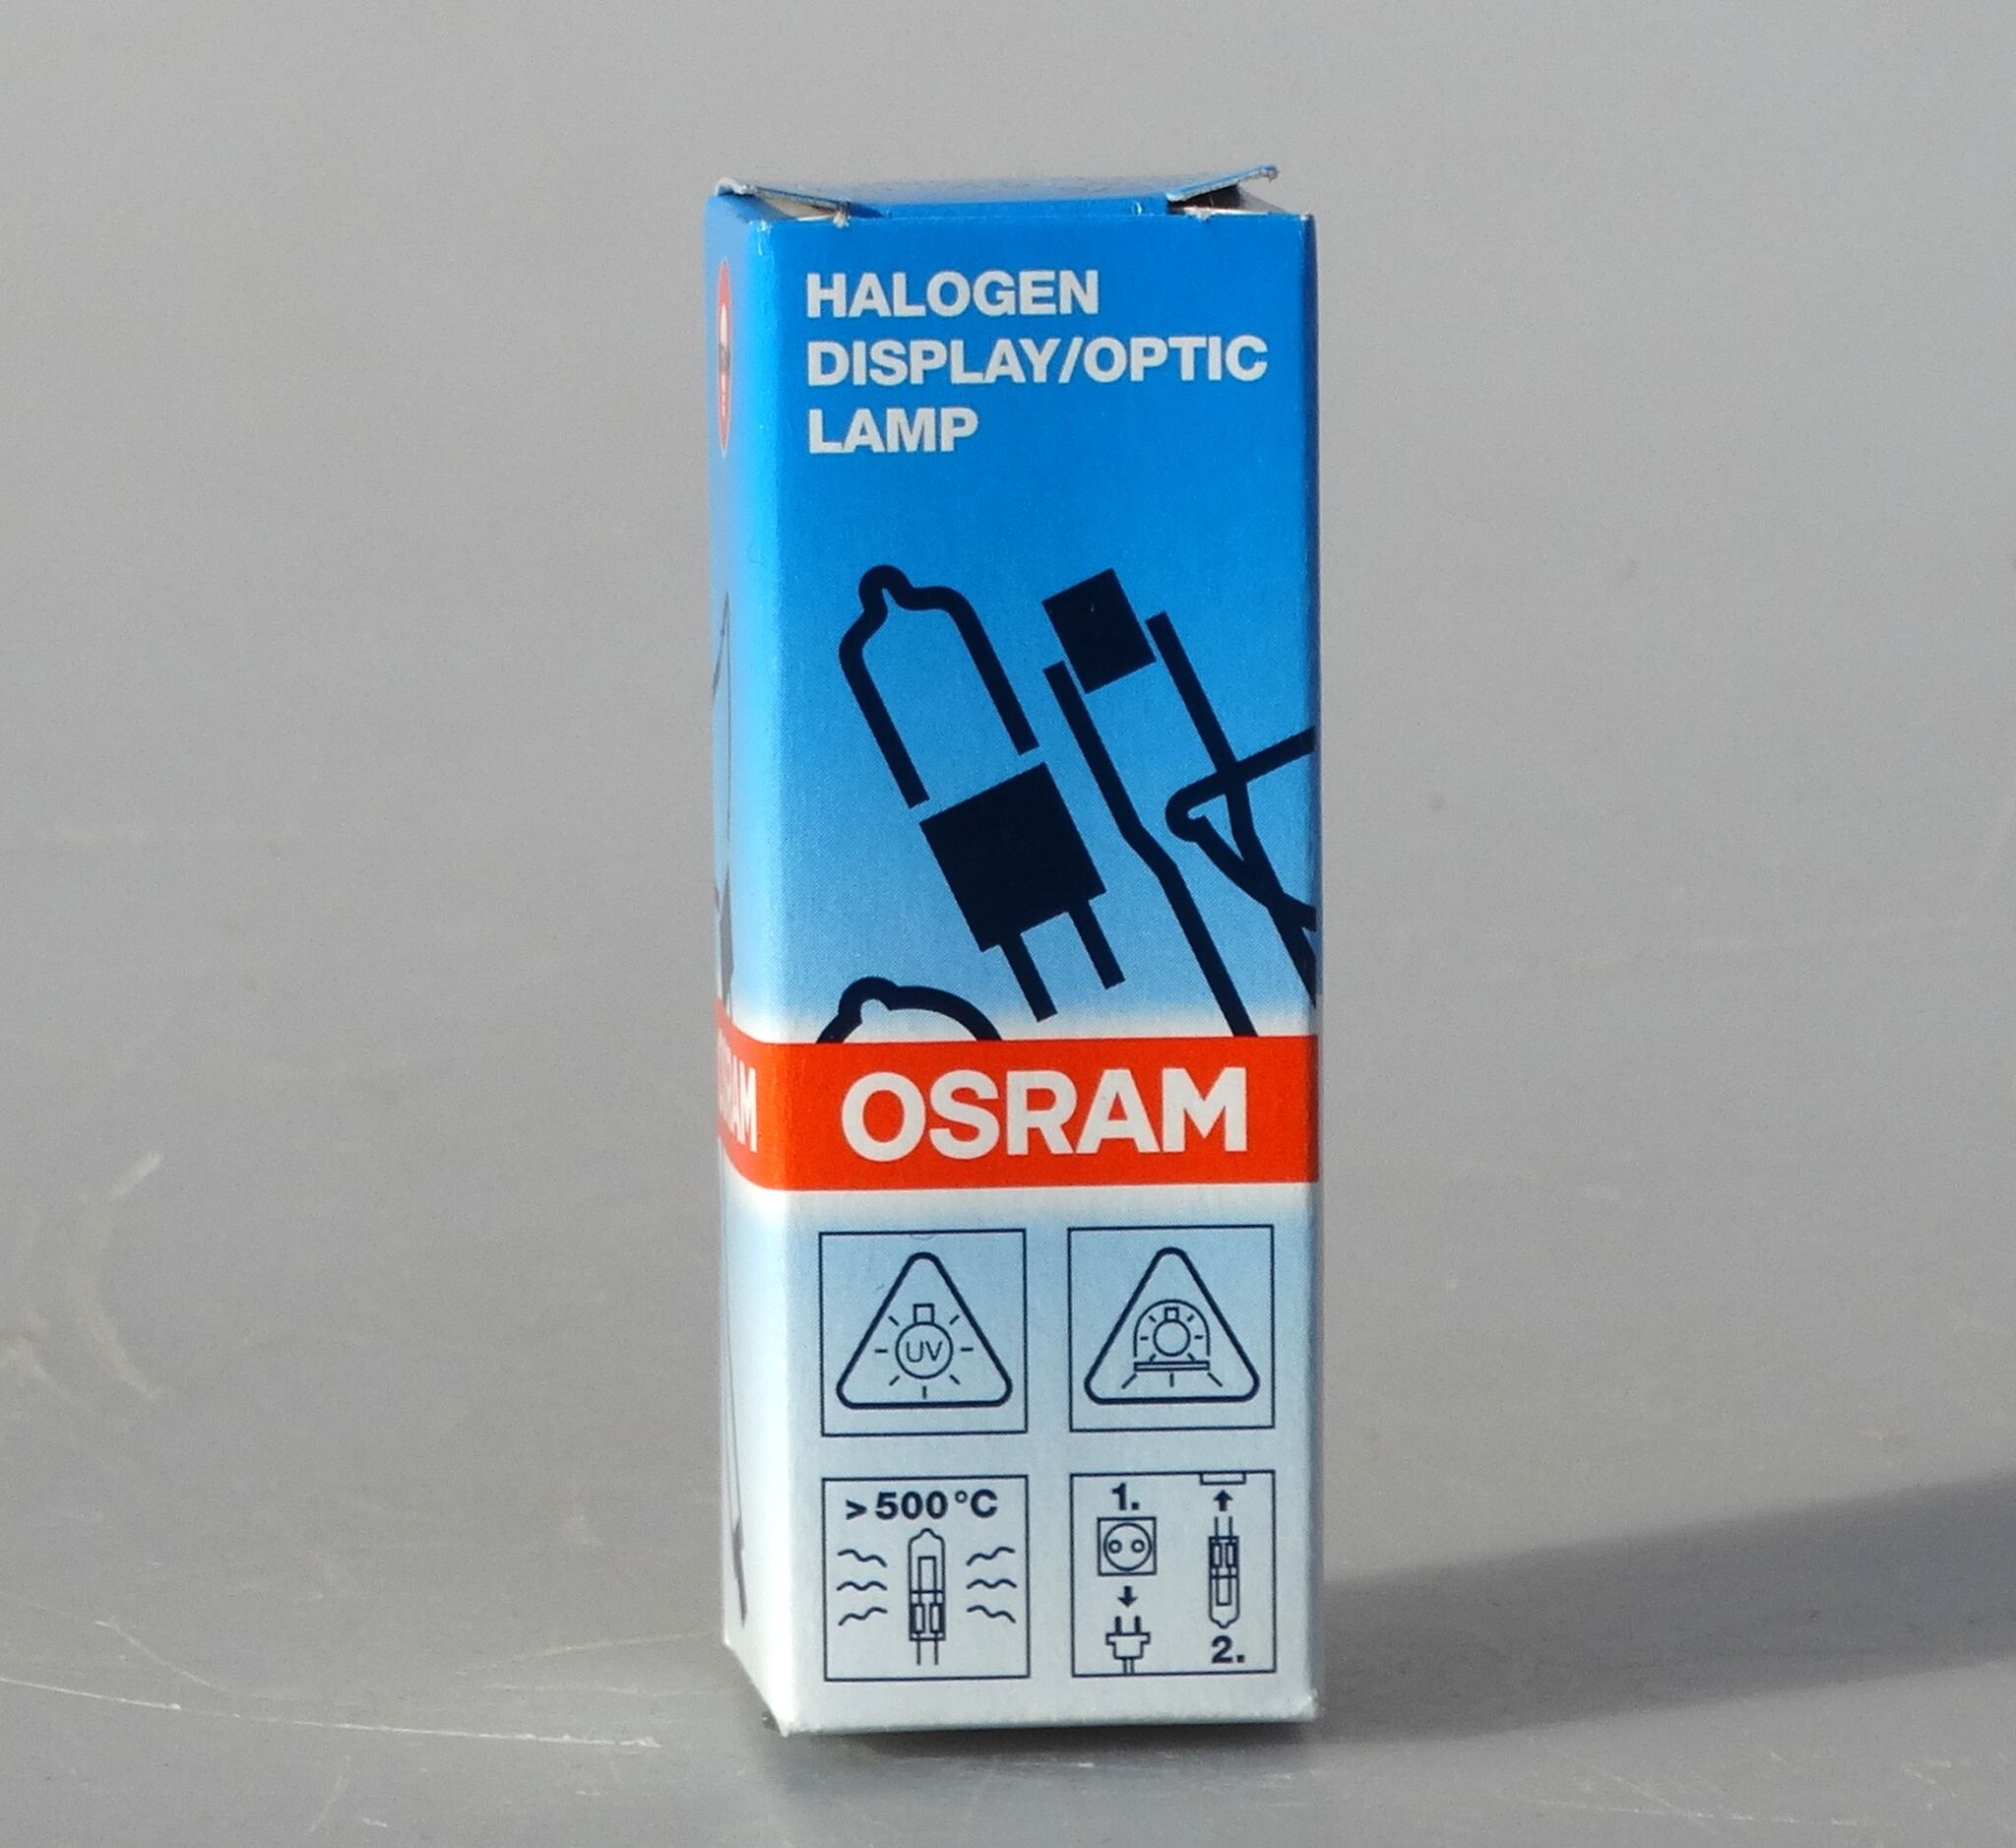 HALOGEN
DISPLAY/OPTIC
LAMP
OSRAM
UV
>500°C
1.
2.